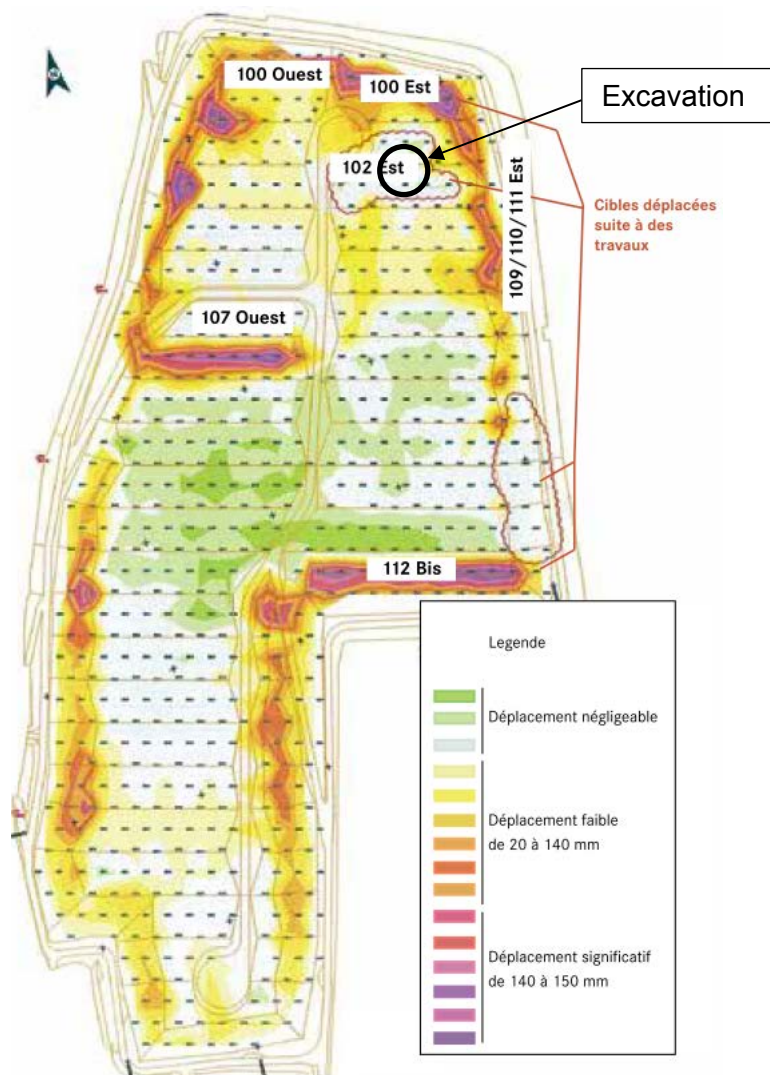 100 Ouest
100 Est
Excavation
102 Est
109/110/111 Est
Cibles déplacées
suite à des
travaux
107 Ouest
112 Bis
Legende
Déplacement négligeable
Déplacement faible
de 20 à 140 mm
Déplacement significatif
de 140 à 150 mm